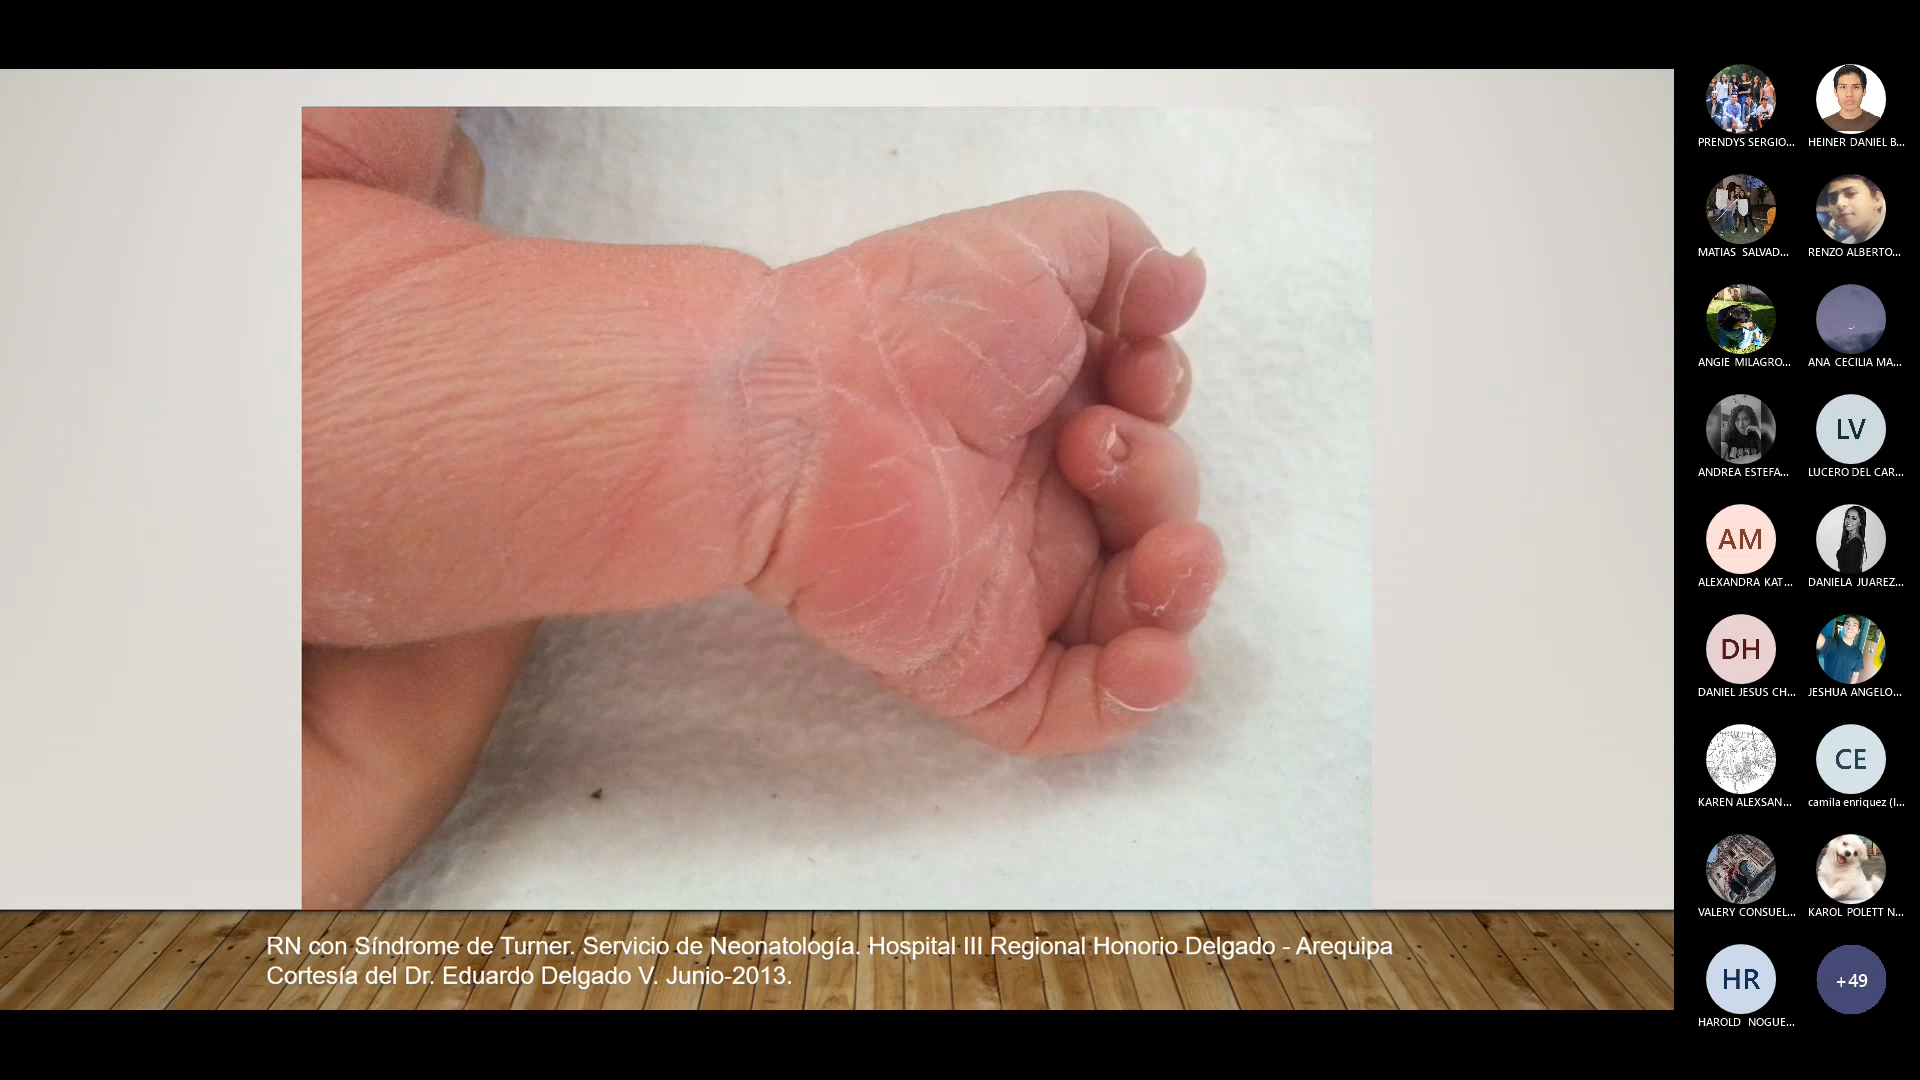 PRENDYS SERGIO...
HEINER DANIEL B...
MATIAS SALVAD...
RENZO ALBERTO...
ANGIE MILAGRO...
ANA CECILIA MA...
ANDREA ESTEFA...
LV
LUCERO DEL CAR...
AM
ALEXANDRA KAT...
DANIELA JUAREZ...
DH
DANIEL JESUS CH...
JESHUA ANGELO...
KAREN ALEXSAN...
CE
camila enriquez (I...
VALERY CONSUEL...
KAROL POLETT N...
HR
HAROLD NOGUE...
+49
RN con Síndrome de Turner. Servicio de Neonatología. Hospital III Regional Honorio Delgado - Arequipa
Cortesía del Dr. Eduardo Delgado V. Junio-2013.